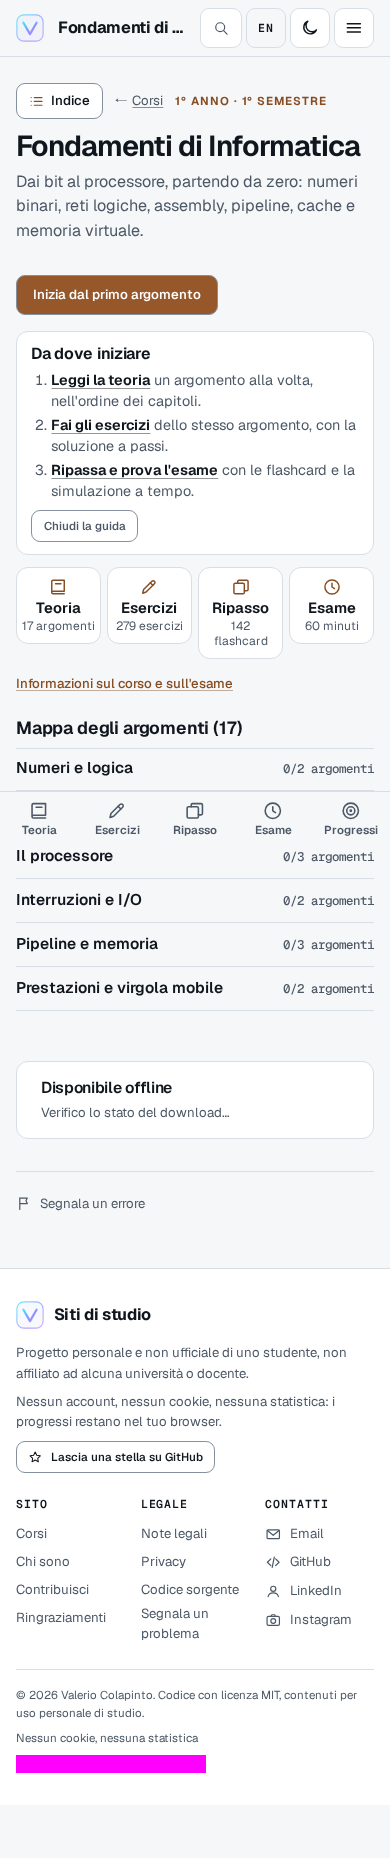 Fondamenti di ...
EN
Indice
← Corsi
1° ANNO · 1° SEMESTRE
Fondamenti di Informatica
Dai bit al processore, partendo da zero: numeri
binari, reti logiche, assembly, pipeline, cache e
memoria virtuale.
Inizia dal primo argomento
Da dove iniziare
1. Leggi la teoria un argomento alla volta,
nell'ordine dei capitoli.
2. Fai gli esercizi dello stesso argomento, con la
soluzione a passi.
3. Ripassa e prova l'esame con le flashcard e la
simulazione a tempo.
Chiudi la guida
Teoria
17 argomenti
Esercizi
279 esercizi
Ripasso
142
flashcard
Esame
60 minuti
Informazioni sul corso e sull'esame
Mappa degli argomenti (17)
Numeri e logica 0/2 argomenti
Teoria Esercizi Ripasso Esame Progressi
Il processore 0/3 argomenti
Interruzioni e I/O 0/2 argomenti
Pipeline e memoria 0/3 argomenti
Prestazioni e virgola mobile 0/2 argomenti
Disponibile offline
Verifico lo stato del download...
Segnala un errore
Siti di studio
Progetto personale e non ufficiale di uno studente, non
affiliato ad alcuna università o docente.
Nessun account, nessun cookie, nessuna statistica: i
progressi restano nel tuo browser.
Lascia una stella su GitHub
SITO
Corsi
Chi sono
Contribuisci
Ringraziamenti
LEGALE
Note legali
Privacy
Codice sorgente
Segnala un
problema
CONTATTI
Email
GitHub
LinkedIn
Instagram
© 2026 Valerio Colapinto. Codice con licenza MIT, contenuti per
uso personale di studio.
Nessun cookie, nessuna statistica